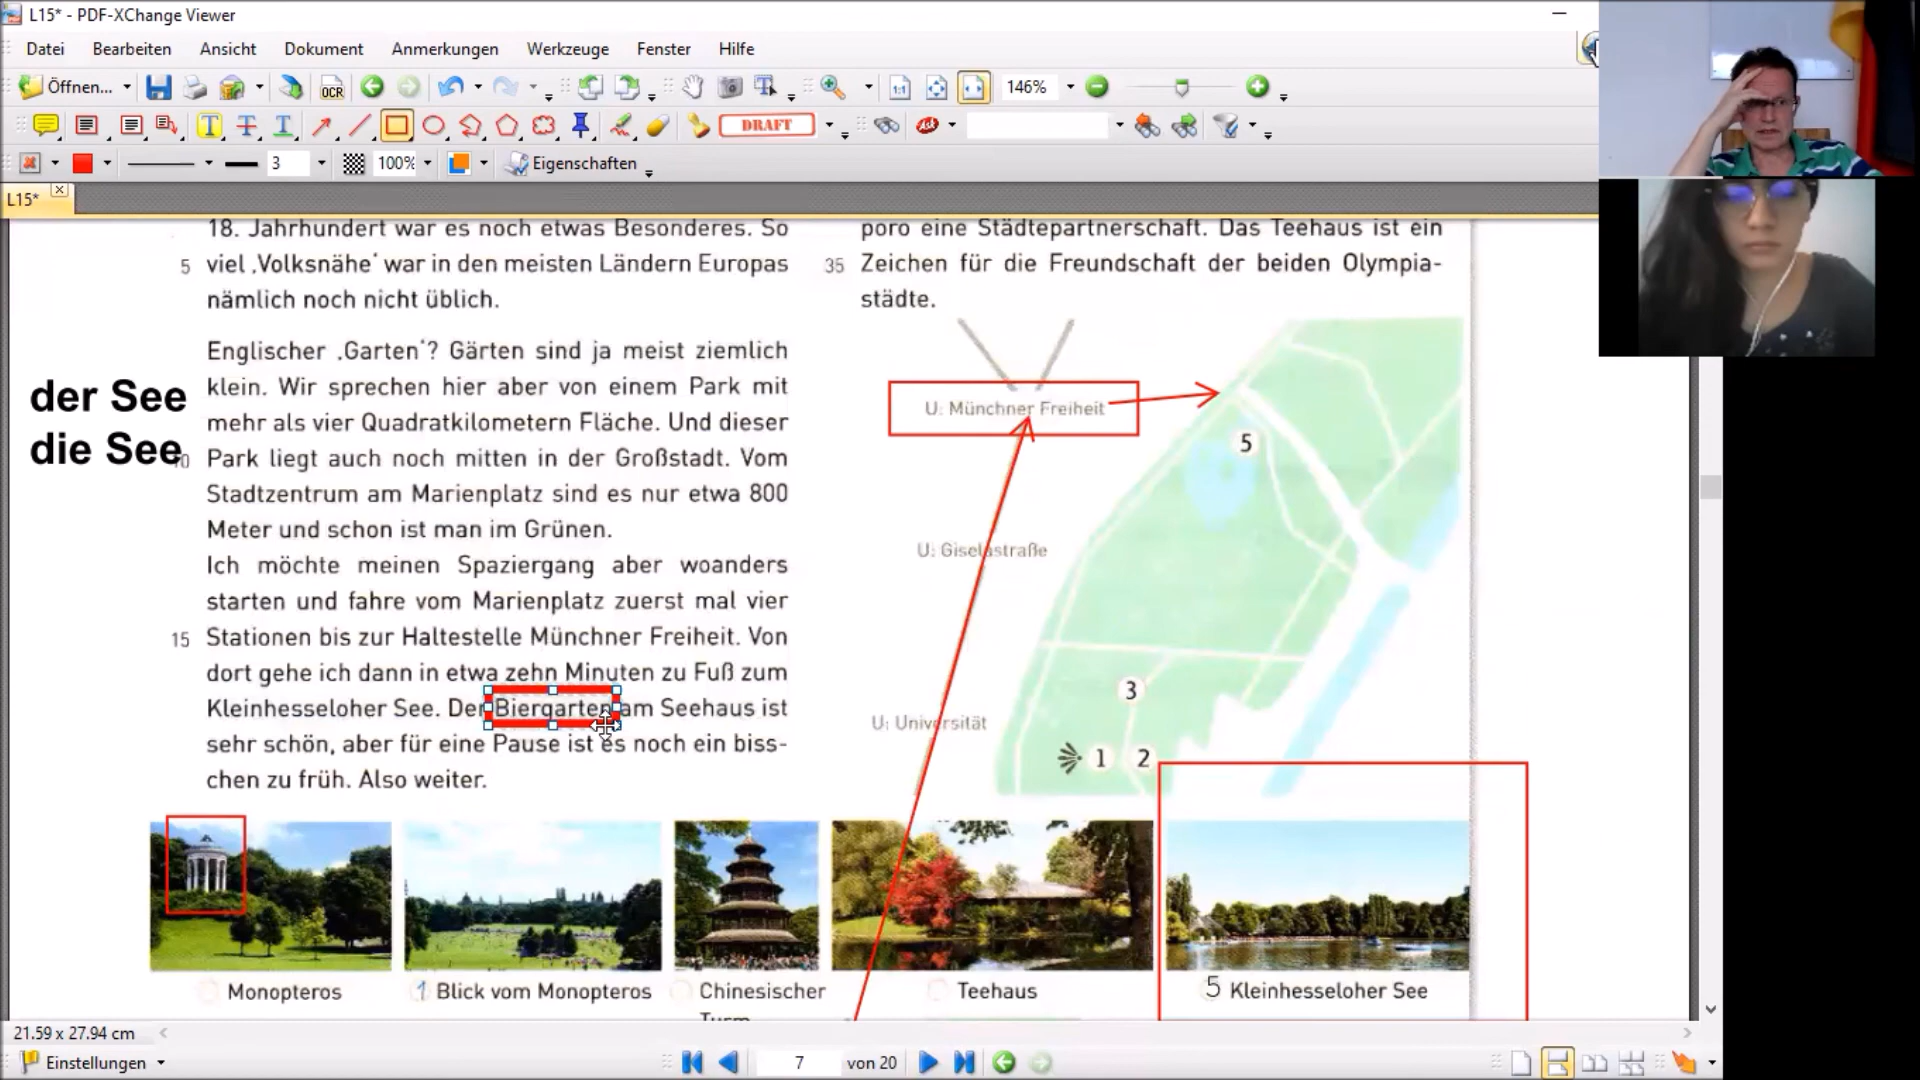 L15* - PDF-XChange Viewer
Datei Bearbeiten Ansicht Dokument Anmerkungen Werkzeuge Fenster Hilfe
Öffnen... OCR 1:1 146%
DRAFT Ask
3 100% Eigenschaften
L15*
18. Jahrhundert war es noch etwas Besonderes. So
5 viel ‚Volksnähe‘ war in den meisten Ländern Europas
nämlich noch nicht üblich.
Englischer ‚Garten‘? Gärten sind ja meist ziemlich
klein. Wir sprechen hier aber von einem Park mit
mehr als vier Quadratkilometern Fläche. Und dieser
10 Park liegt auch noch mitten in der Großstadt. Vom
Stadtzentrum am Marienplatz sind es nur etwa 800
Meter und schon ist man im Grünen.
Ich möchte meinen Spaziergang aber woanders
starten und fahre vom Marienplatz zuerst mal vier
15 Stationen bis zur Haltestelle Münchner Freiheit. Von
dort gehe ich dann in etwa zehn Minuten zu Fuß zum
Kleinhesseloher See. Der Biergarten am Seehaus ist
sehr schön, aber für eine Pause ist es noch ein biss-
chen zu früh. Also weiter.
der See
die See
poro eine Städtepartnerschaft. Das Teehaus ist ein
35 Zeichen für die Freundschaft der beiden Olympia-
städte.
U: Münchner Freiheit
5
U: Giselastraße
3
U: Universität
1 2
Monopteros
1 Blick vom Monopteros
Chinesischer
Turm
Teehaus
5 Kleinhesseloher See
21.59 x 27.94 cm
Einstellungen 7 von 20